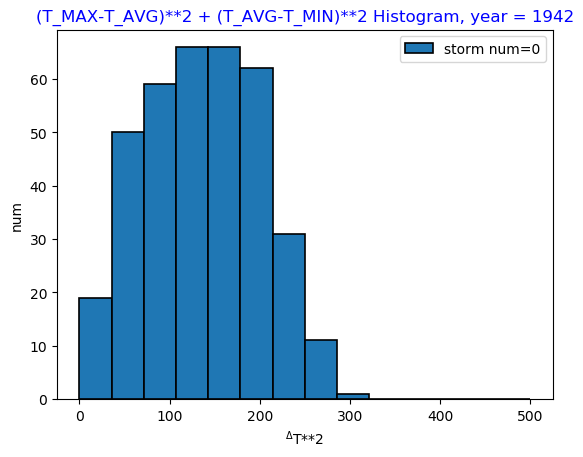 (T_MAX-T_AVG)**2 + (T_AVG-T_MIN)**2 Histogram, year = 1942
storm num=0
60
50
40
30
20
10
0
num
0 100 200 300 400 500
ΔT**2